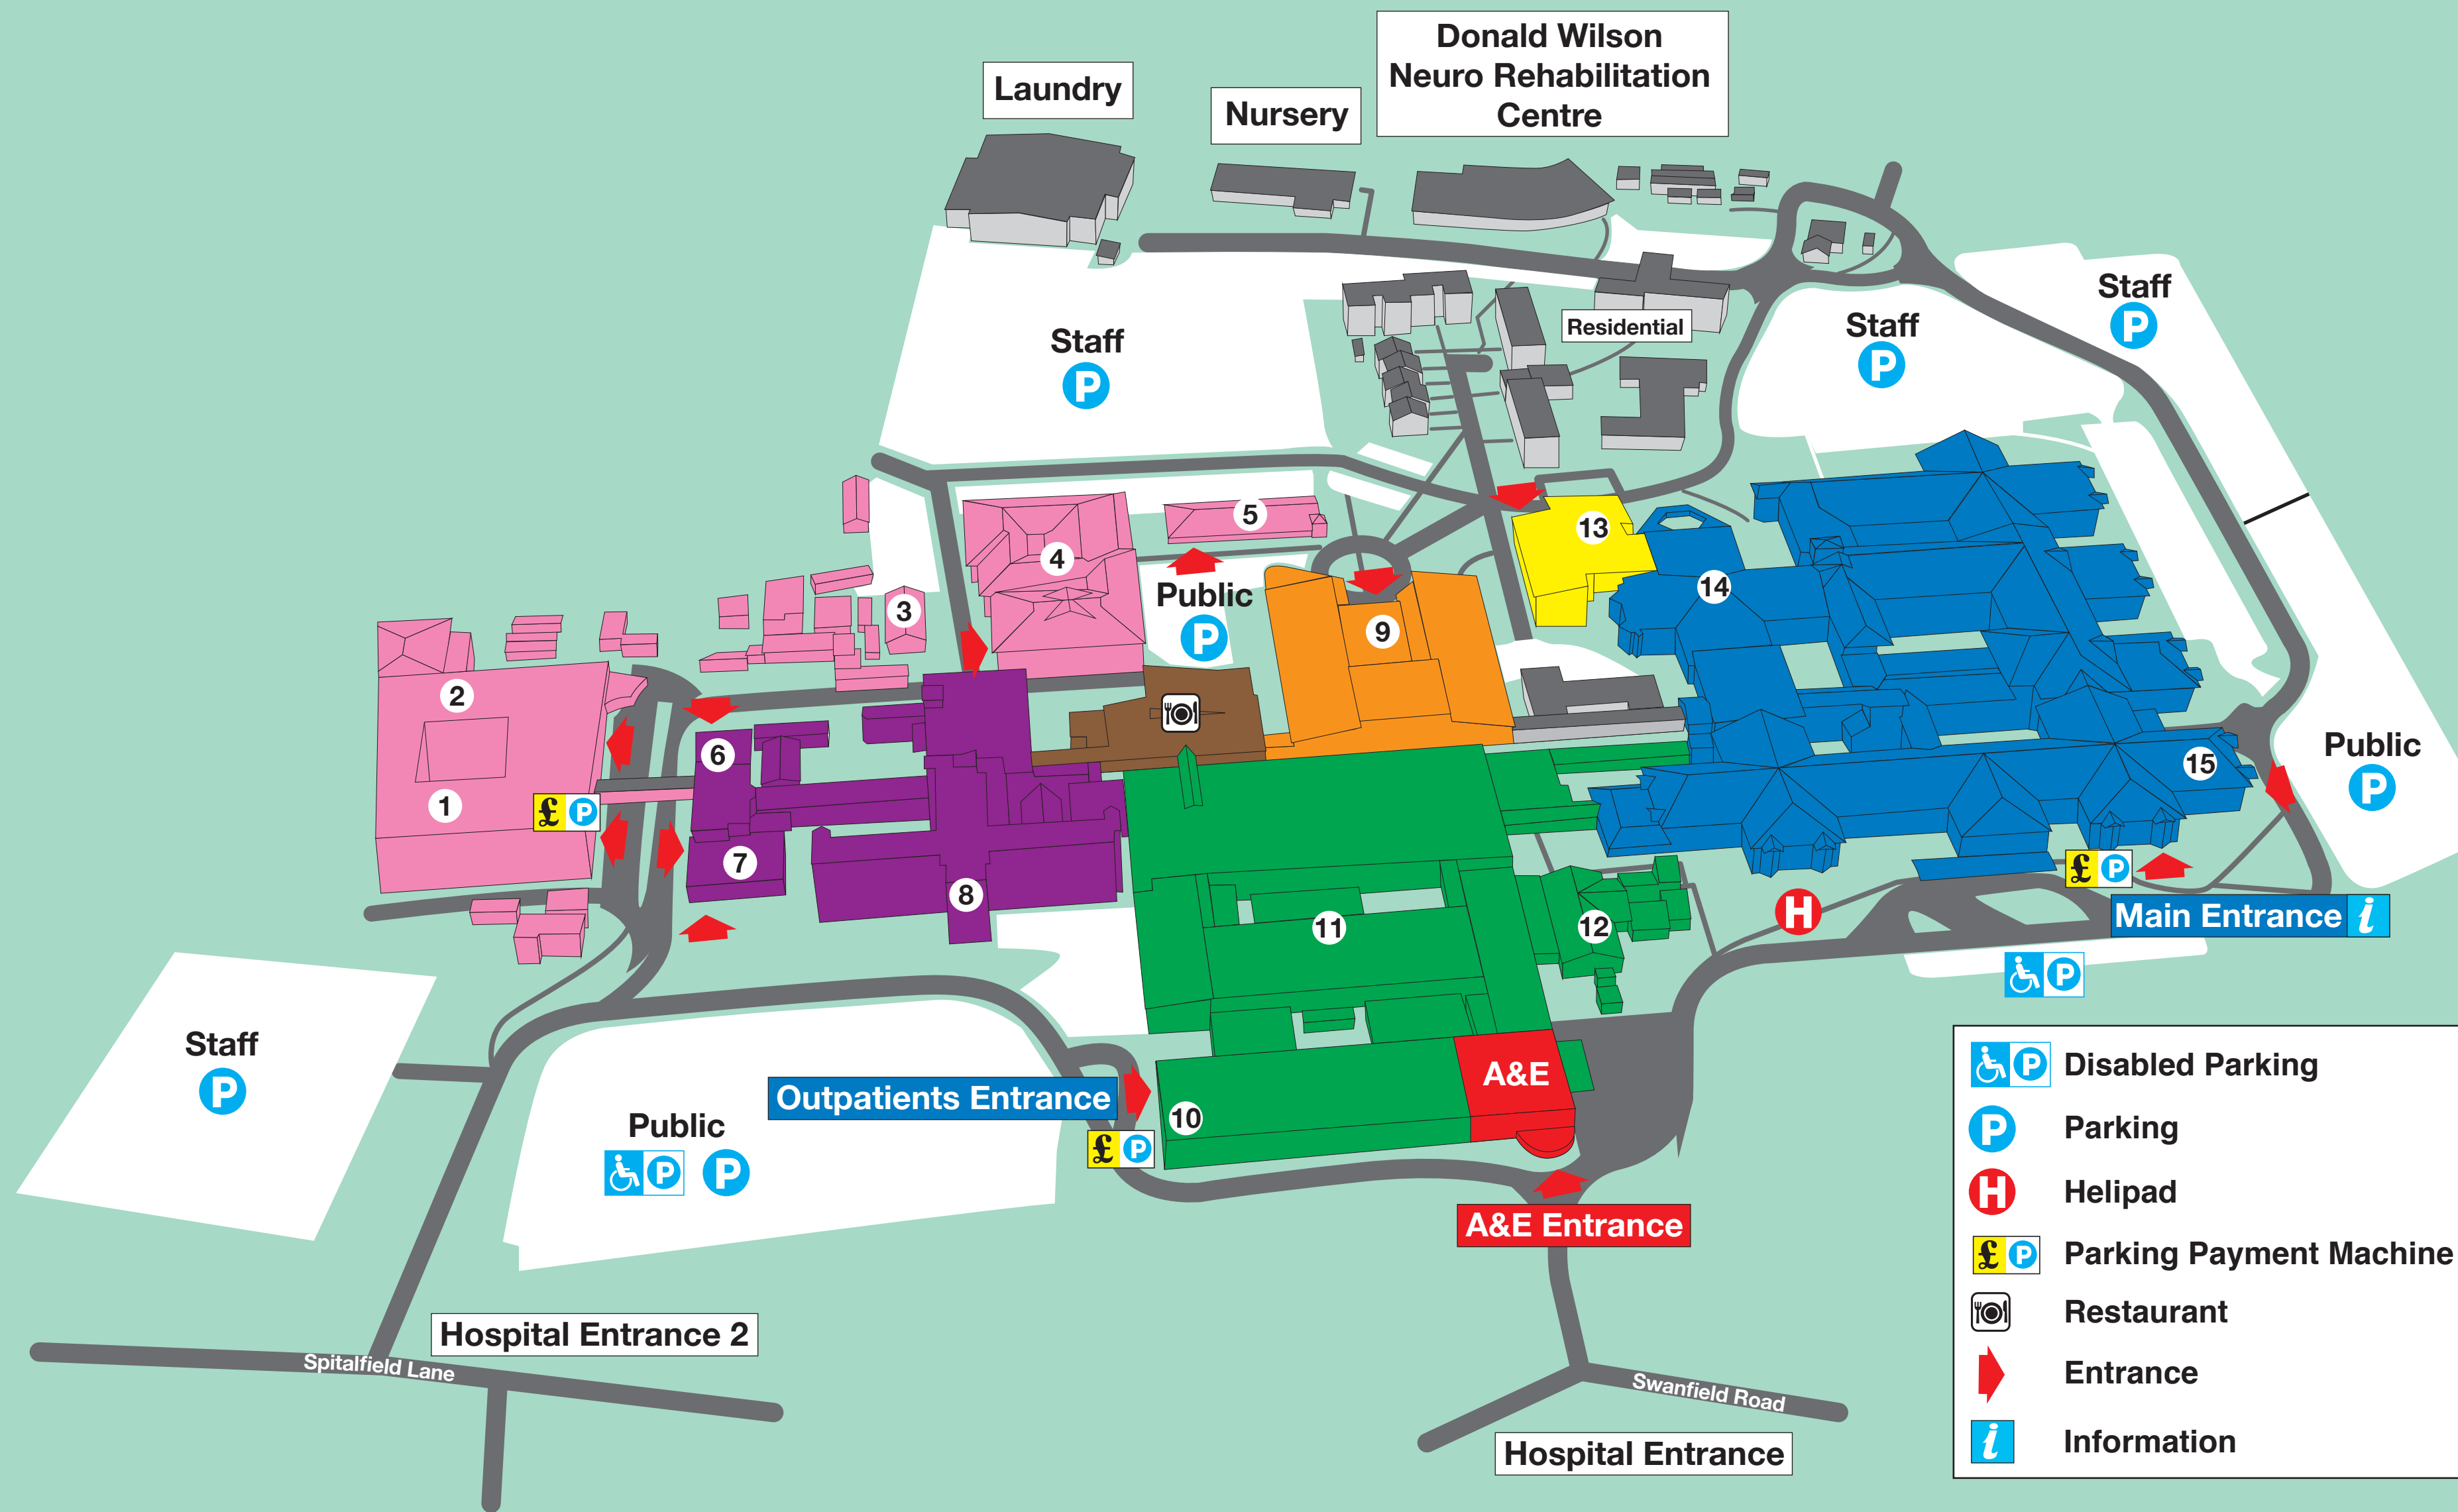 Donald Wilson
Neuro Rehabilitation
Centre
Laundry
Nursery
Staff
P
Residential
Staff
P
Staff
P
5
13
4
14
Public
P
3
9
2
6
15
Public
P
1
£ P
7
8
11
12
£ P
H
Main Entrance i
P
Staff
P
A&E
Outpatients Entrance
10
Public
P P
£ P
A&E Entrance
Hospital Entrance 2
Spitalfield Lane
Swanfield Road
Hospital Entrance
P Disabled Parking
P Parking
H Helipad
£ P Parking Payment Machine
Restaurant
Entrance
i Information